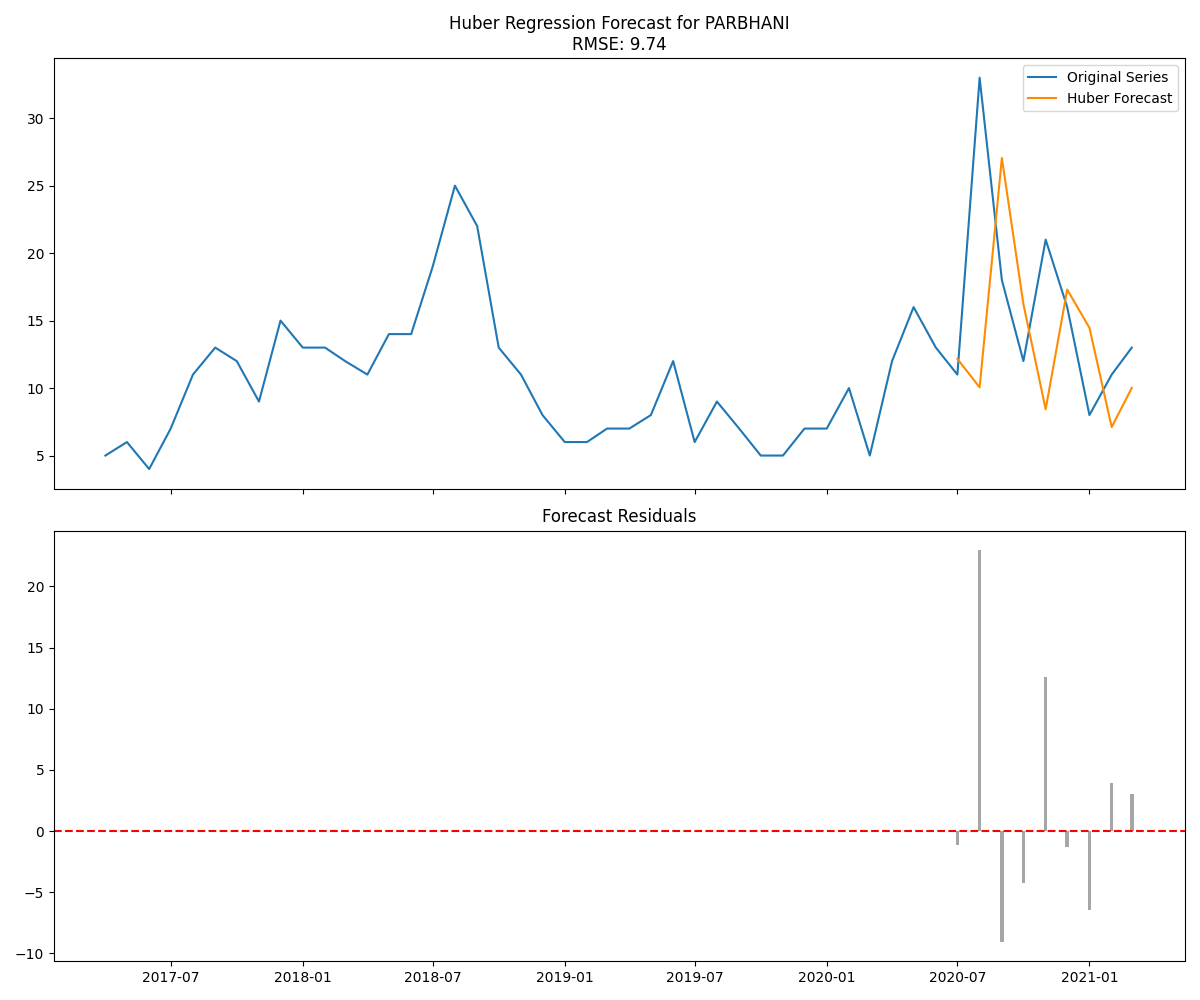 Huber Regression Forecast for PARBHANI
RMSE: 9.74
Original Series
Huber Forecast
30
25
20
15
10
5
Forecast Residuals
20
15
10
5
0
−5
−10
2017-07 2018-01 2018-07 2019-01 2019-07 2020-01 2020-07 2021-01